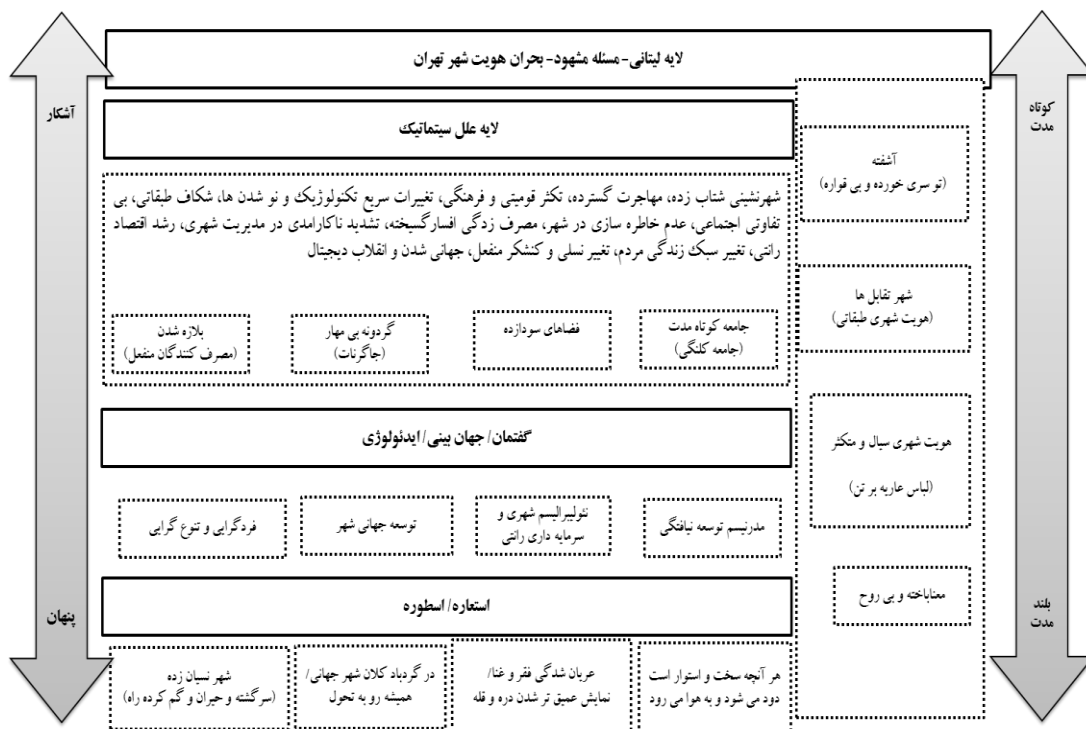 لایه لیتانی- مسئله مشهود- بحران هویت شهر تهران
کوتاه
مدت
آشکار
لایه علل سیتماتیک
آشفته
(تو سری خورده و بی قواره)
شهرنشینی شتاب زده، مهاجرت گسترده، تکثر قومیتی و فرهنگی، تغییرات سریع تکنولوژیک و نو شدن ها، شکاف طبقاتی، بی
تفاوتی اجتماعی، عدم خاطره سازی در شهر، مصرف زدگی افسارگسیخته، تشدید ناکارامدی در مدیریت شهری، رشد اقتصاد
رانتی، تغییر سبک زندگی مردم، تغییر نسلی و کنشکر منفعل، جهانی شدن و انقلاب دیجیتال
شهر تقابل ها
(هویت شهری طبقاتی)
جامعه کوتاه مدت
(جامعه کلنگی)
فضاهای سودازده
گردونه بی مهار
(جاگرنات)
بلازه شدن
(مصرف کنندگان منفعل)
گفتمان/ جهان بینی/ ایدئولوژی
هویت شهری سیال و متکثر
(لباس عاریه بر تن)
مدرنیسم توسعه نیافتگی
نئولیبرالیسم شهری و
سرمایه داری رانتی
توسعه جهانی شهر
فردگرایی و تنوع گرایی
معناباخته و بی روح
استعاره/ اسطوره
بلند
مدت
پنهان
هر آنچه سخت و استوار است
دود می شود و به هوا می رود
عریان شدگی فقر و غنا/
نمایش عمیق تر شدن دره و قله
در گردباد کلان شهر جهانی/
همیشه رو به تحول
شهر نسیان زده
(سرگشته و حیران و گم کرده راه)